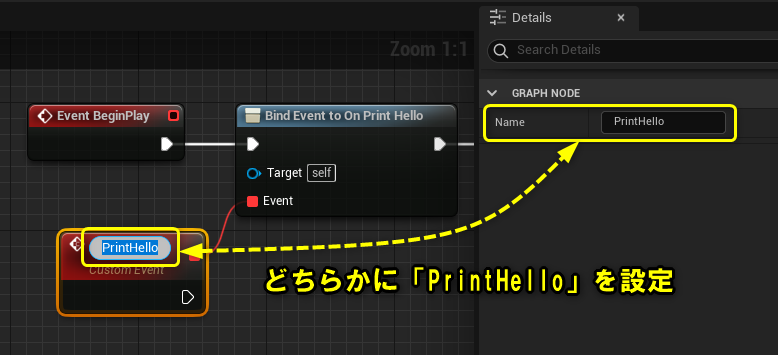 Details
Zoom 1:1
Search Details
GRAPH NODE
Name
PrintHello
Event BeginPlay
Bind Event to On Print Hello
Target self
Event
PrintHello
Custom Event
どちらかに「PrintHello」を設定